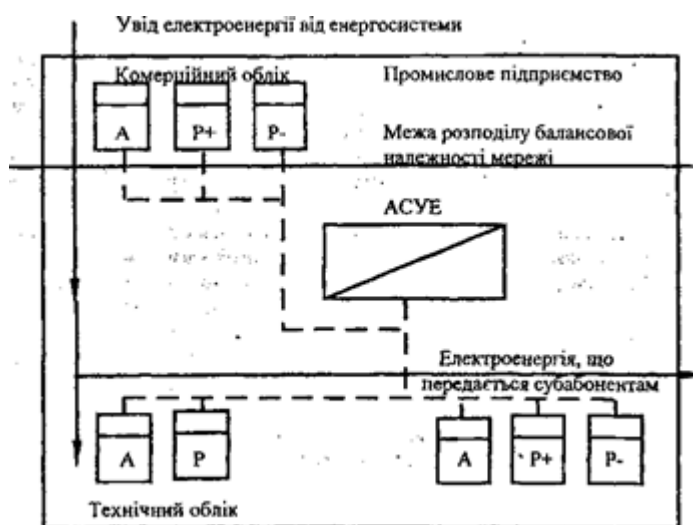 Увід електроенергії від енергосистеми
Комерційний облік
Промислове підприємство
А
Р+
Р-
Межа розподілу балансової
належності мережі
АСУЕ
Електроенергія, що
передається субабонентам
А
Р
А
Р+
Р-
Технічний облік